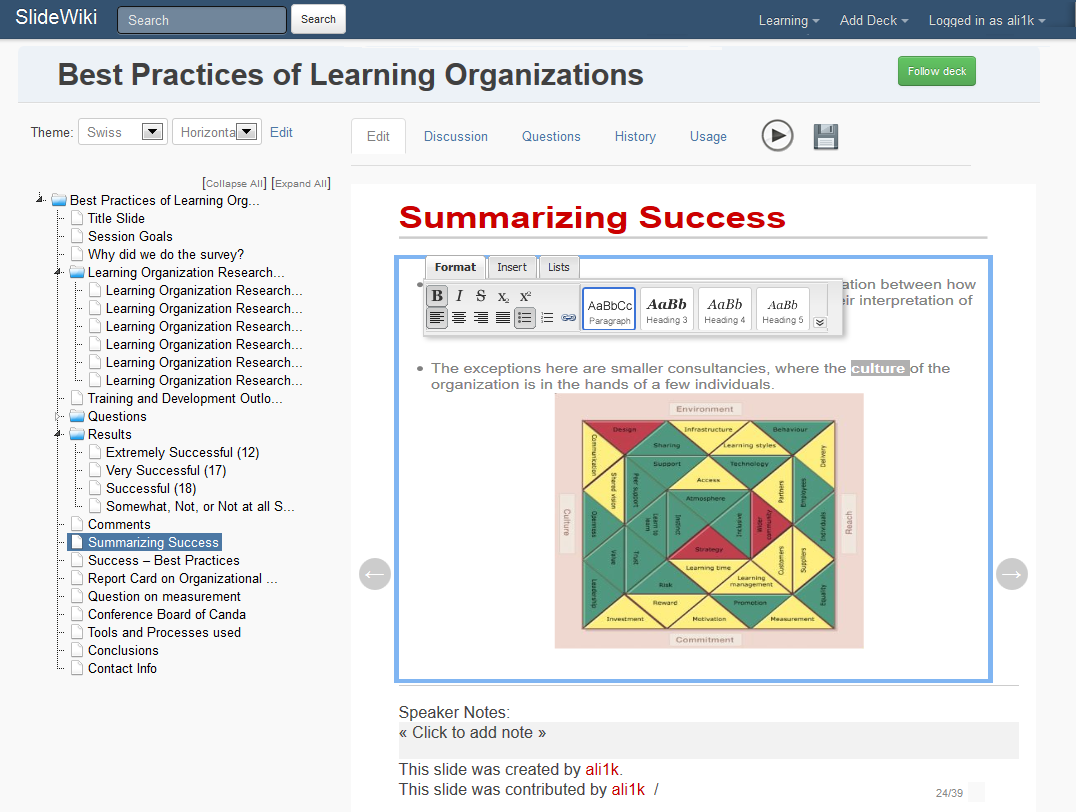 SlideWiki
Search
Search
Learning
Add Deck
Logged in as ali1k
Best Practices of Learning Organizations
Follow deck
Theme:
Swiss
Horizonta
Edit
Edit
Discussion
Questions
History
Usage
[Collapse All] [Expand All]
Best Practices of Learning Org...
Title Slide
Session Goals
Why did we do the survey?
Learning Organization Research...
Learning Organization Research...
Learning Organization Research...
Learning Organization Research...
Learning Organization Research...
Learning Organization Research...
Learning Organization Research...
Training and Development Outlo...
Questions
Results
Extremely Successful (12)
Very Successful (17)
Successful (18)
Somewhat, Not, or Not at all S...
Comments
Summarizing Success
Success – Best Practices
Report Card on Organizational ...
Question on measurement
Conference Board of Canda
Tools and Processes used
Conclusions
Contact Info
Summarizing Success
Format
Insert
Lists
B I S X₂ X²
AaBbCc
Paragraph
AaBb
Heading 3
AaBb
Heading 4
AaBb
Heading 5
ation between how
eir interpretation of
• The exceptions here are smaller consultancies, where the culture of the
organization is in the hands of a few individuals.
Environment
Design
Infrastructure
Behaviour
Communication
Sharing
Learning styles
Delivery
Support
Technology
Shared vision
Peer support
Access
Partners
Employees
Atmosphere
Culture
Openness
Learn to
learn
Instinct
Inclusive
Wider
community
Individuals
Reach
Strategy
Value
Trust
Customers
Suppliers
Learning time
Learning
management
Leadership
Risk
Equality
Reward
Promotion
Investment
Motivation
Measurement
Commitment
Speaker Notes:
« Click to add note »
This slide was created by ali1k.
This slide was contributed by ali1k /
24/39